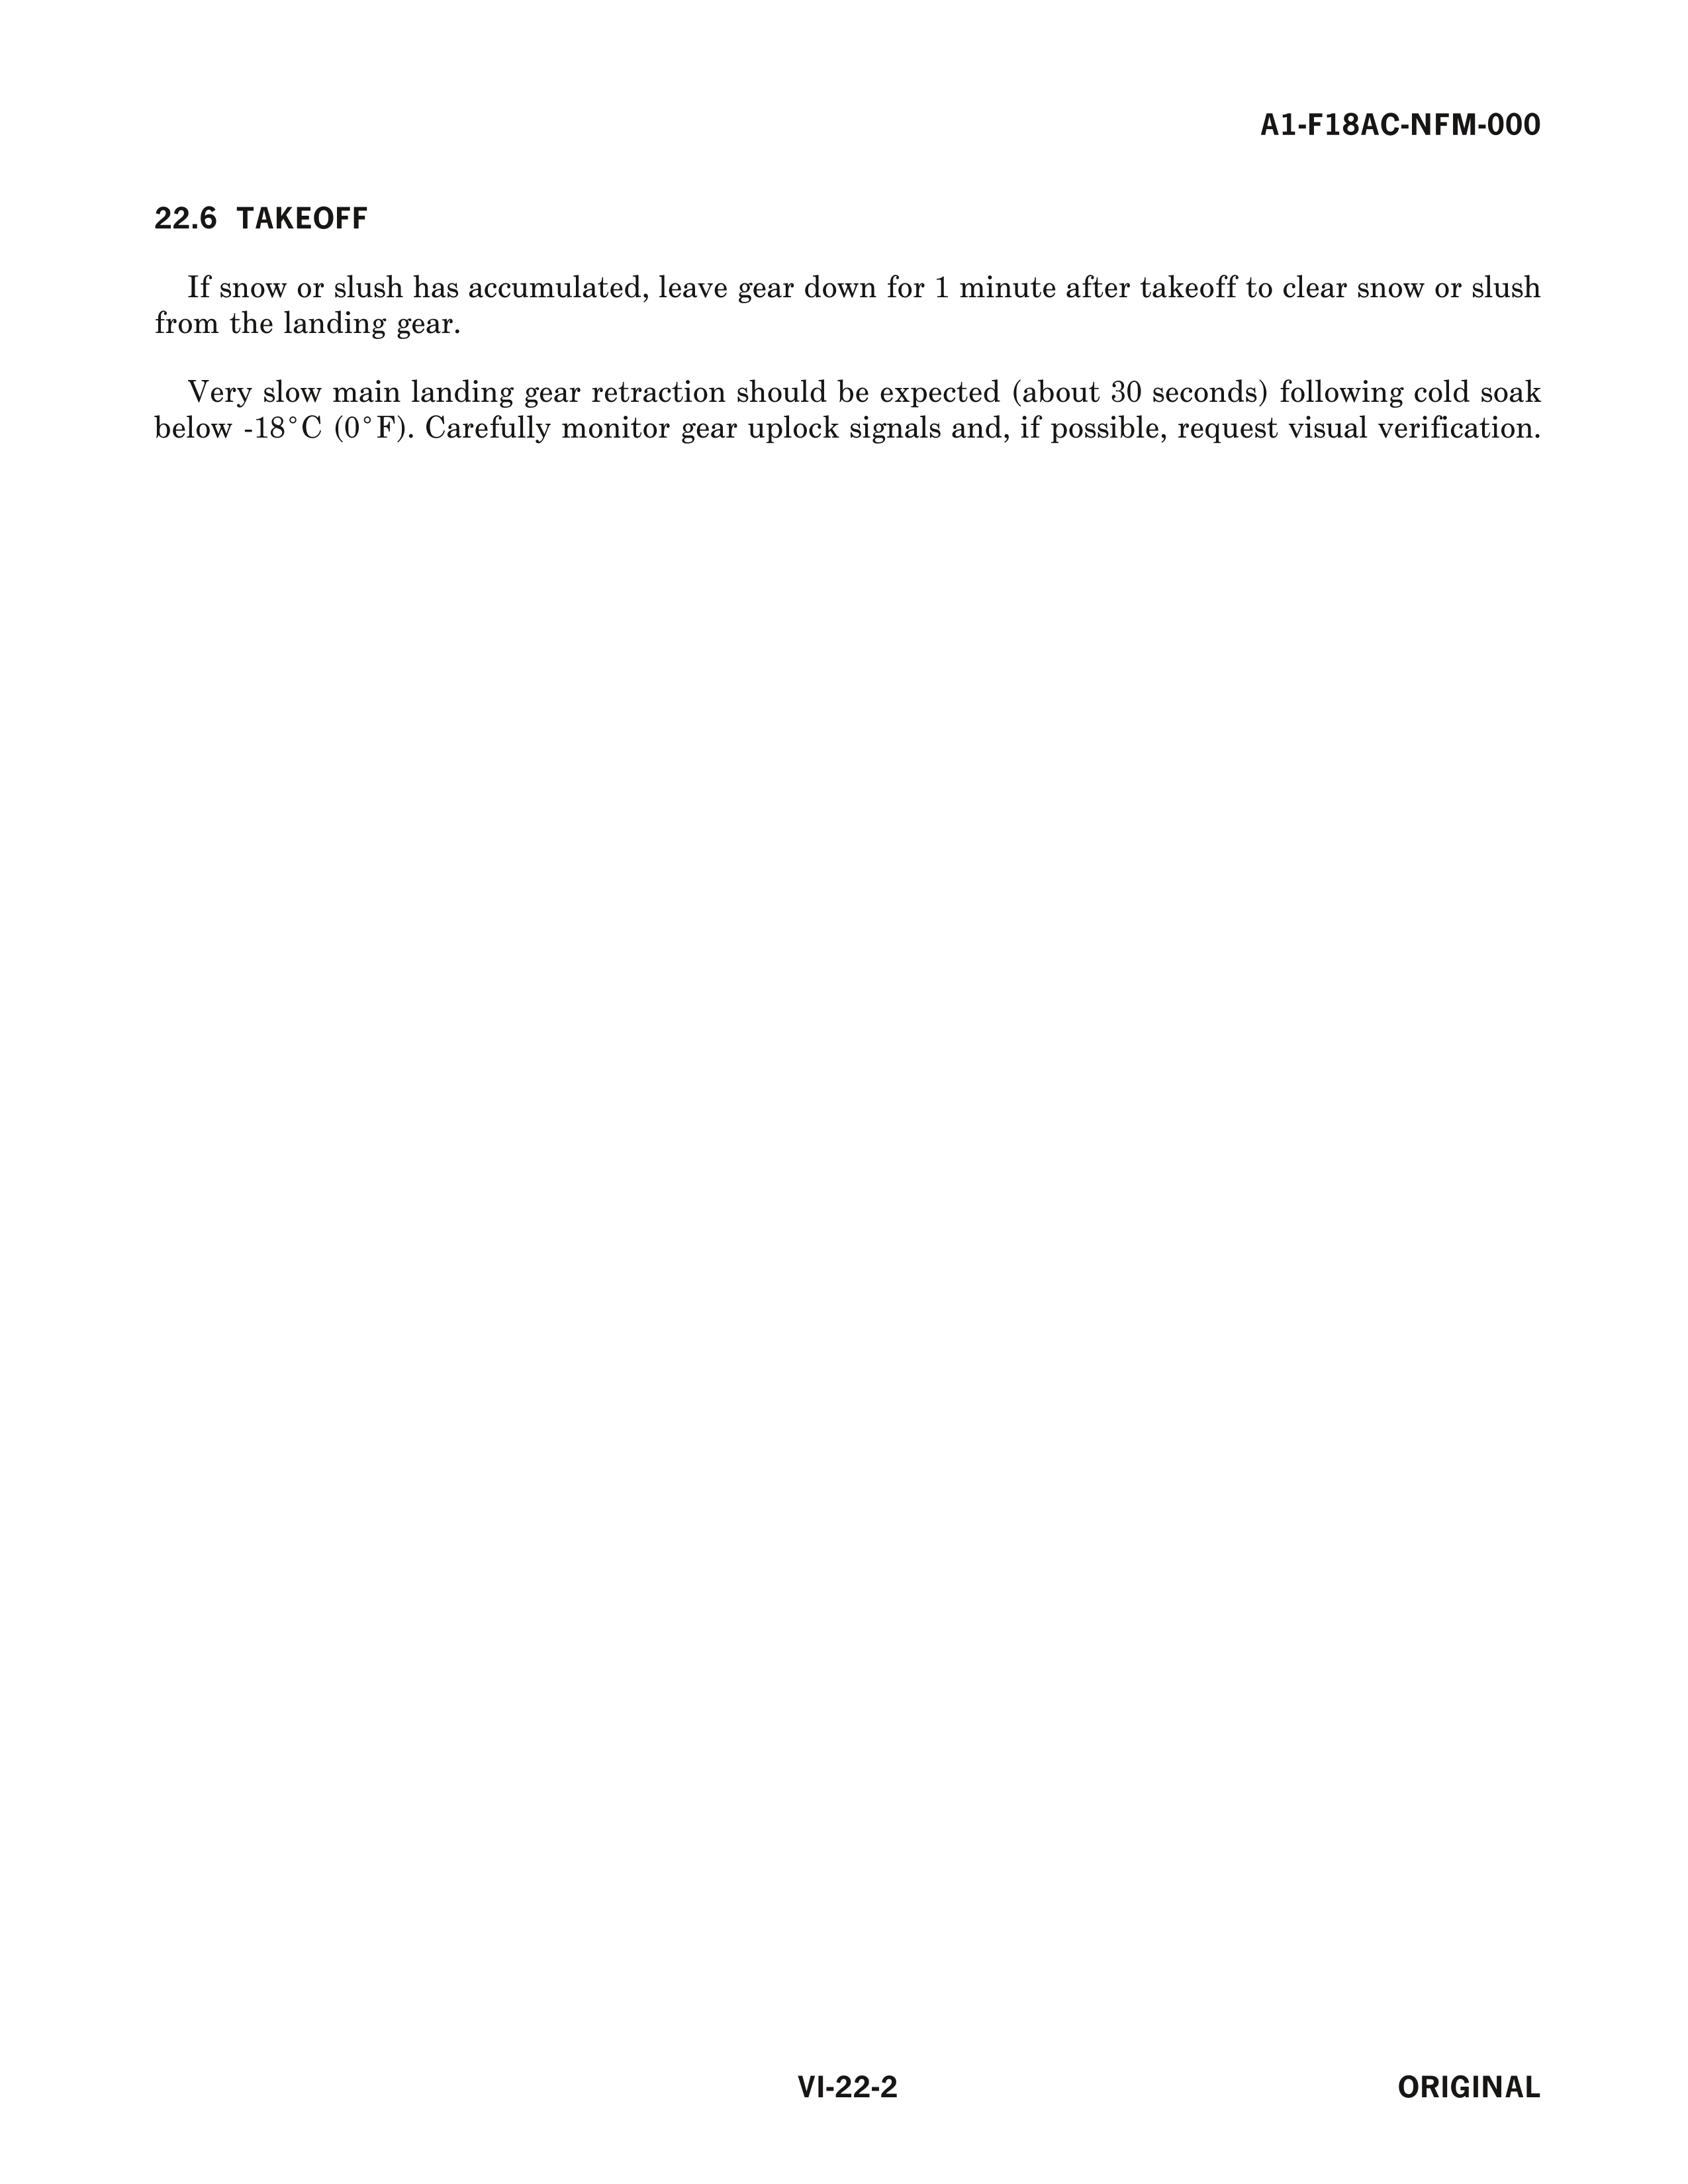 A1-F18AC-NFM-000
22.6 TAKEOFF
If snow or slush has accumulated, leave gear down for 1 minute after takeoff to clear snow or slush
from the landing gear.
Very slow main landing gear retraction should be expected (about 30 seconds) following cold soak
below -18°C (0°F). Carefully monitor gear uplock signals and, if possible, request visual verification.
VI-22-2
ORIGINAL